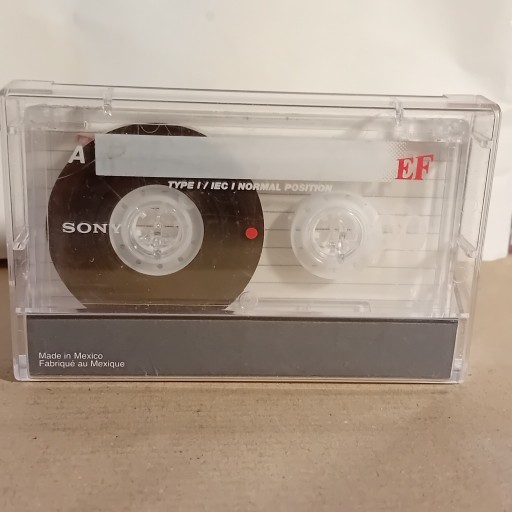 A
EF
TYPE I / IEC I NORMAL POSITION
SONY
Made in Mexico
Fabriqué au Mexique